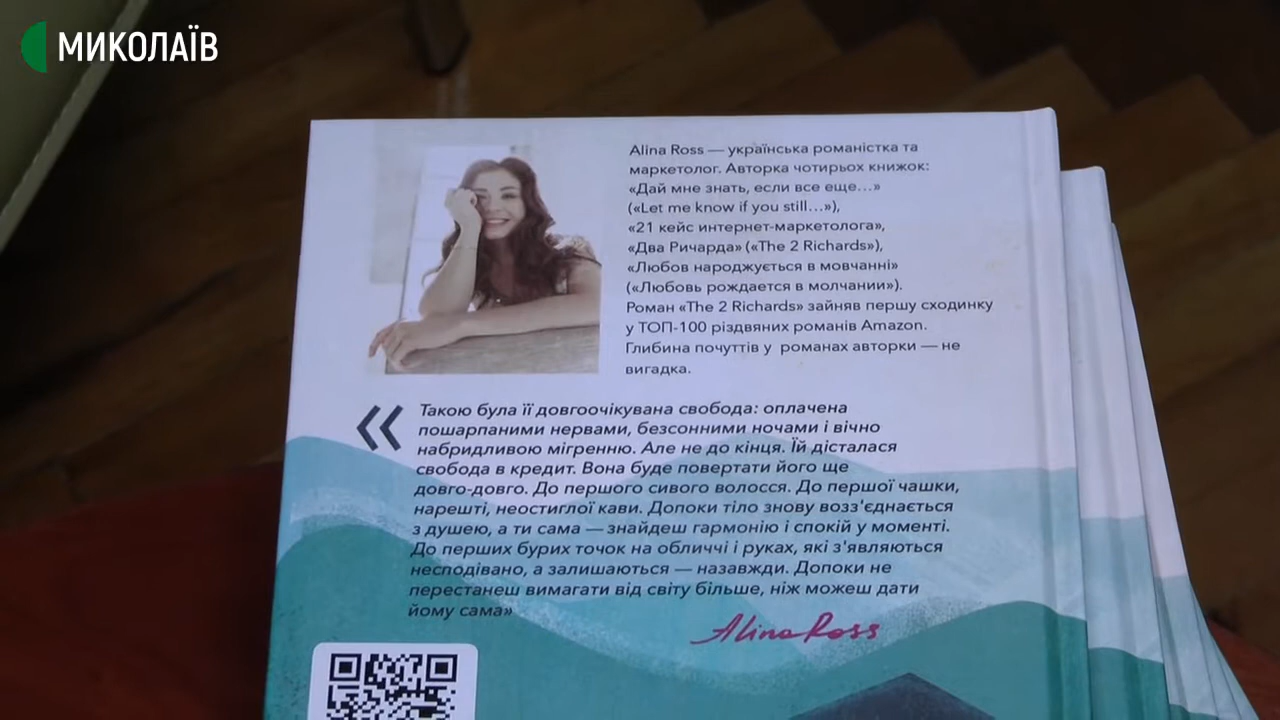 МИКОЛАЇВ
Alina Ross — українська романістка та
маркетолог. Авторка чотирьох книжок:
«Дай мне знать, если все еще…»
(«Let me know if you still…»),
«21 кейс интернет-маркетолога»,
«Два Ричарда» («The 2 Richards»),
«Любов народжується в мовчанні»
(«Любовь рождается в молчании»).
Роман «The 2 Richards» зайняв першу сходинку
у ТОП-100 різдвяних романів Amazon.
Глибина почуттів у романах авторки — не
вигадка.
« Такою була її довгоочікувана свобода: оплачена
пошарпаними нервами, безсонними ночами і вічно
набридливою мігренню. Але не до кінця. Їй дісталася
свобода в кредит. Вона буде повертати його ще
довго-довго. До першого сивого волосся. До першої чашки,
нарешті, неостиглої кави. Допоки тіло знову возз'єднається
з душею, а ти сама — знайдеш гармонію і спокій у моменті.
До перших бурих точок на обличчі і руках, які з'являються
несподівано, а залишаються — назавжди. Допоки не
перестанеш вимагати від світу більше, ніж можеш дати
йому сама»
Alina Ross